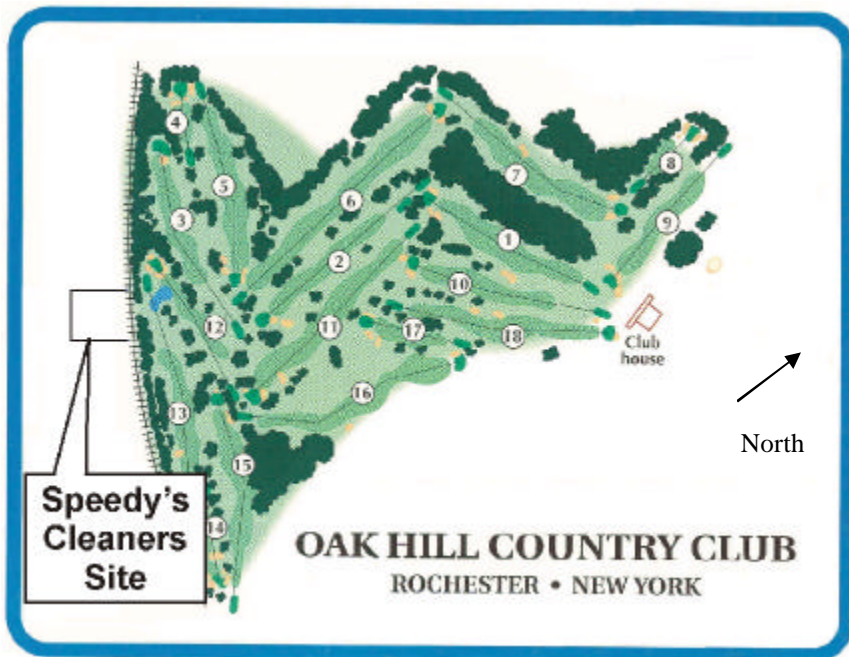 4
5
3
6
7
8
9
2
1
10
12
11
17
18
Club
house
16
13
15
14
North
Speedy's
Cleaners
Site
OAK HILL COUNTRY CLUB
ROCHESTER • NEW YORK